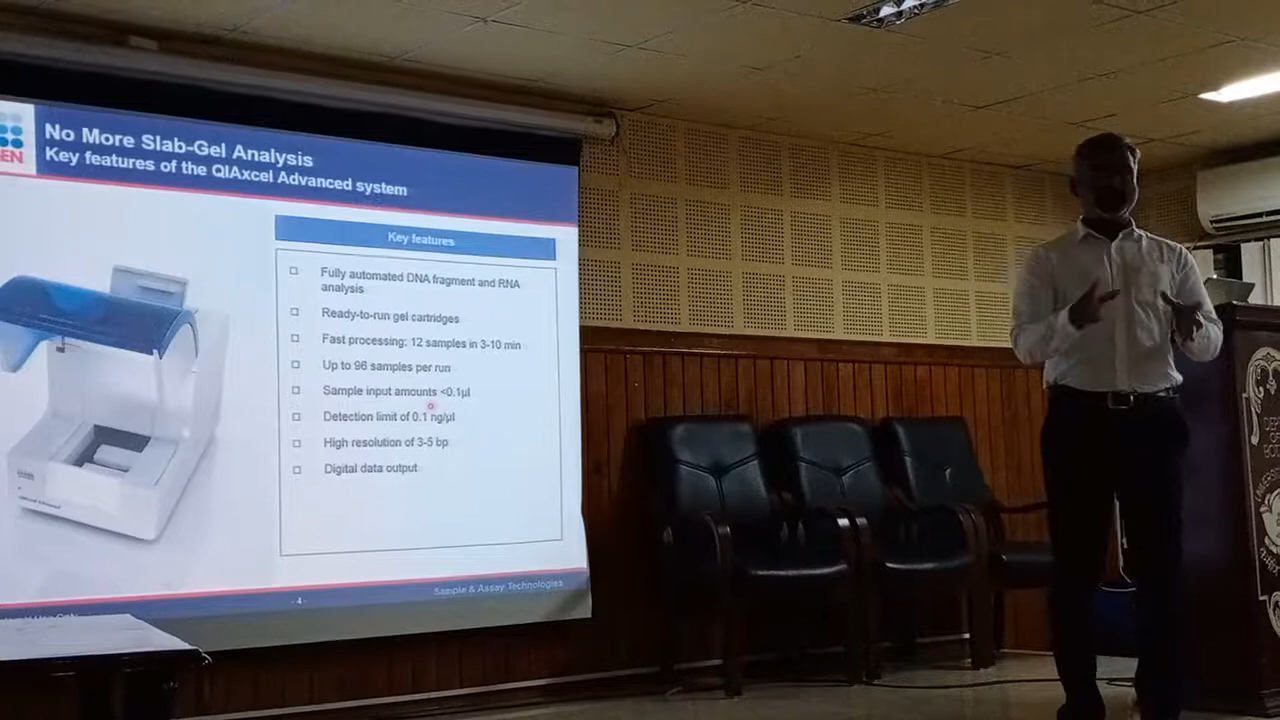 GEN
No More Slab-Gel Analysis
Key features of the QIAxcel Advanced system
Key features
Fully automated DNA fragment and RNA
analysis
Ready-to-run gel cartridges
Fast processing: 12 samples in 3-10 min
Up to 96 samples per run
Sample input amounts <0.1µl
Detection limit of 0.1 ng/µl
High resolution of 3-5 bp
Digital data output
- 4 -
Sample & Assay Technologies